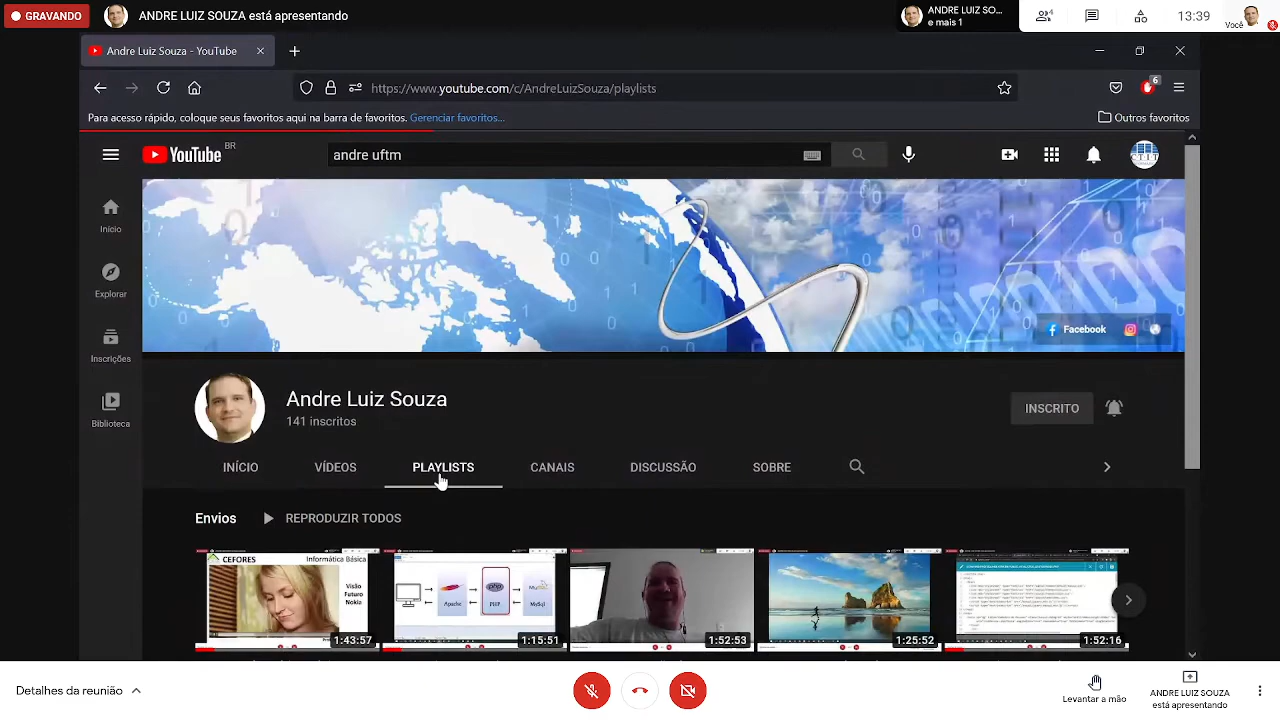 GRAVANDO
ANDRE LUIZ SOUZA está apresentando
ANDRE LUIZ SO...
e mais 1
4
13:39
Você
Andre Luiz Souza - YouTube
https://www.youtube.com/c/AndreLuizSouza/playlists
6
Para acesso rápido, coloque seus favoritos aqui na barra de favoritos. Gerenciar favoritos...
Outros favoritos
YouTube BR
andre uftm
Início
Explorar
Inscrições
Biblioteca
Facebook
Andre Luiz Souza
141 inscritos
INSCRITO
INÍCIO VÍDEOS PLAYLISTS CANAIS DISCUSSÃO SOBRE
Envios REPRODUZIR TODOS
CEFORES Informática Básica
Visão
Neckio
Apache PHP MySql
1:43:57
1:15:51
1:52:53
1:25:52
1:52:16
Detalhes da reunião
Levantar a mão
ANDRE LUIZ SOUZA
está apresentando